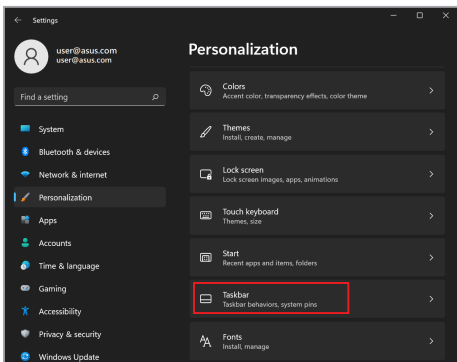 Settings
user@asus.com
user@asus.com
Find a setting
System
Bluetooth & devices
Network & internet
Personalization
Apps
Accounts
Time & language
Gaming
Accessibility
Privacy & security
Windows Update
Personalization
Colors
Accent color, transparency effects, color theme
Themes
Install, create, manage
Lock screen
Lock screen images, apps, animations
Touch keyboard
Themes, size
Start
Recent apps and items, folders
Taskbar
Taskbar behaviors, system pins
Fonts
Install, manage